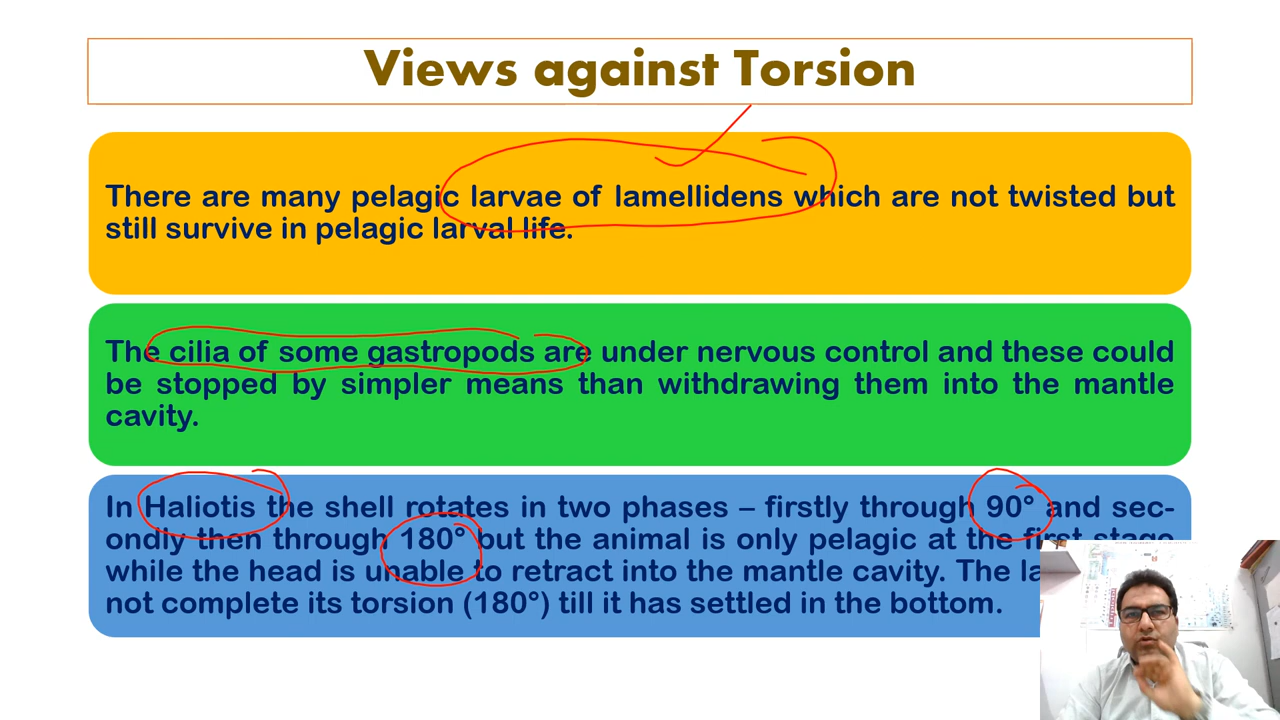 Views against Torsion
There are many pelagic larvae of lamellidens which are not twisted but
still survive in pelagic larval life.
The cilia of some gastropods are under nervous control and these could
be stopped by simpler means than withdrawing them into the mantle
cavity.
In Haliotis the shell rotates in two phases – firstly through 90° and sec-
ondly then through 180° but the animal is only pelagic at the first stage
while the head is unable to retract into the mantle cavity. The
not complete its torsion (180°) till it has settled in the bottom.